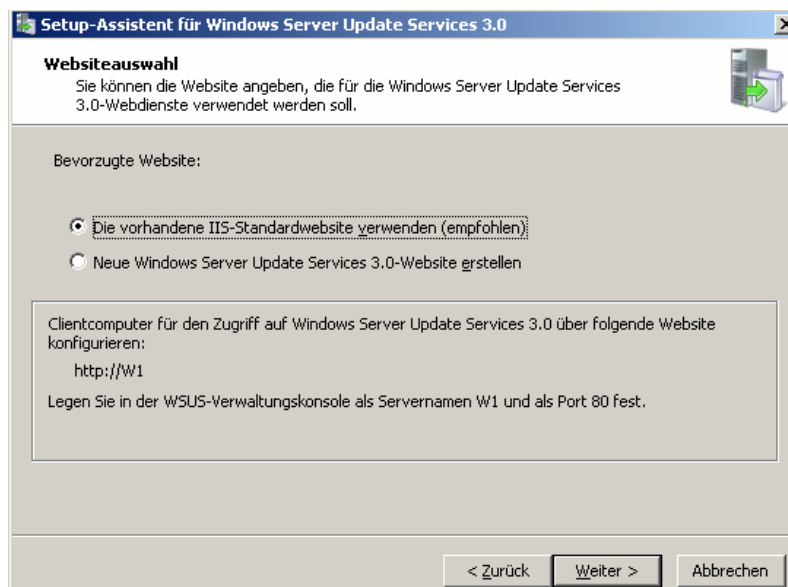 Setup-Assistent für Windows Server Update Services 3.0
Websiteauswahl
Sie können die Website angeben, die für die Windows Server Update Services
3.0-Webdienste verwendet werden soll.
Bevorzugte Website:
Die vorhandene IIS-Standardwebsite verwenden (empfohlen)
Neue Windows Server Update Services 3.0-Website erstellen
Clientcomputer für den Zugriff auf Windows Server Update Services 3.0 über folgende Website
konfigurieren:
http://W1
Legen Sie in der WSUS-Verwaltungskonsole als Servernamen W1 und als Port 80 fest.
< Zurück Weiter > Abbrechen